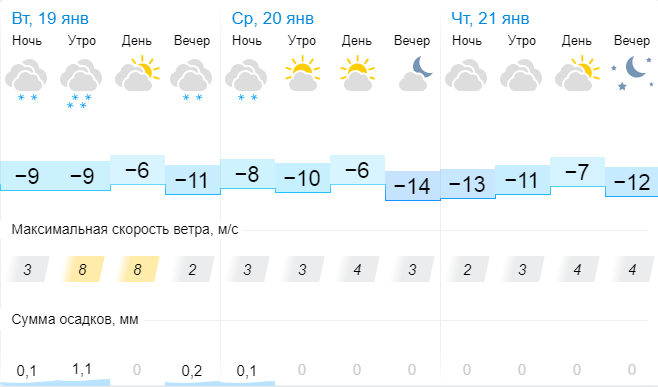 Вт, 19 янв Ср, 20 янв Чт, 21 янв
Ночь Утро День Вечер Ночь Утро День Вечер Ночь Утро День Вечер
−9 −9 −6 −11 −8 −10 −6 −14 −13 −11 −7 −12
Максимальная скорость ветра, м/с
3 8 8 2 3 3 4 3 2 3 4 4
Сумма осадков, мм
0,1 1,1 0 0,2 0,1 0 0 0 0 0 0 0